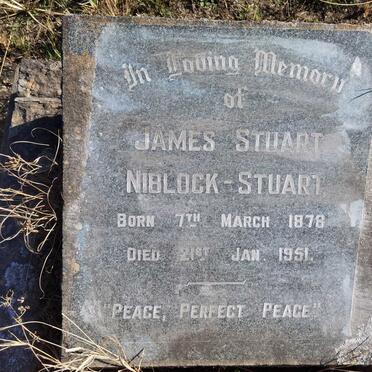 In Loving Memory
of
JAMES STUART
NIBLOCK-STUART
BORN 7TH MARCH 1878
DIED 21ST JAN. 1951.
"PEACE, PERFECT PEACE."